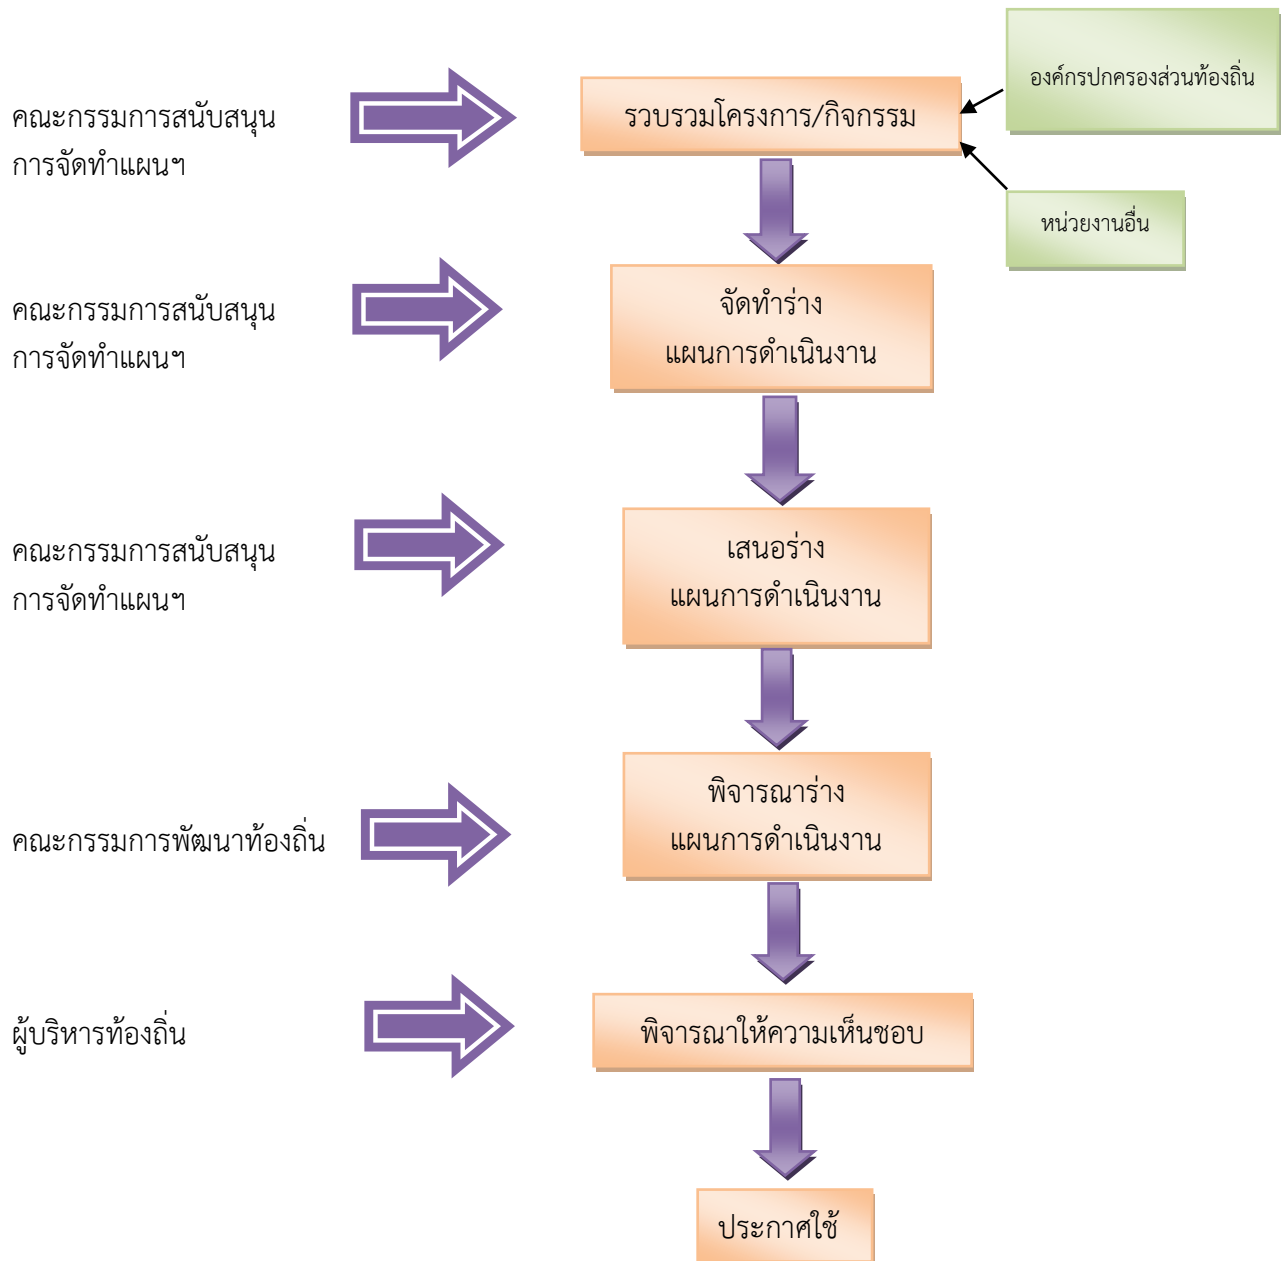 องค์กรปกครองส่วนท้องถิ่น
คณะกรรมการสนับสนุน
การจัดทำแผนฯ
รวบรวมโครงการ/กิจกรรม
หน่วยงานอื่น
คณะกรรมการสนับสนุน
การจัดทำแผนฯ
จัดทำร่าง
แผนการดำเนินงาน
คณะกรรมการสนับสนุน
การจัดทำแผนฯ
เสนอร่าง
แผนการดำเนินงาน
คณะกรรมการพัฒนาท้องถิ่น
พิจารณาร่าง
แผนการดำเนินงาน
ผู้บริหารท้องถิ่น
พิจารณาให้ความเห็นชอบ
ประกาศใช้